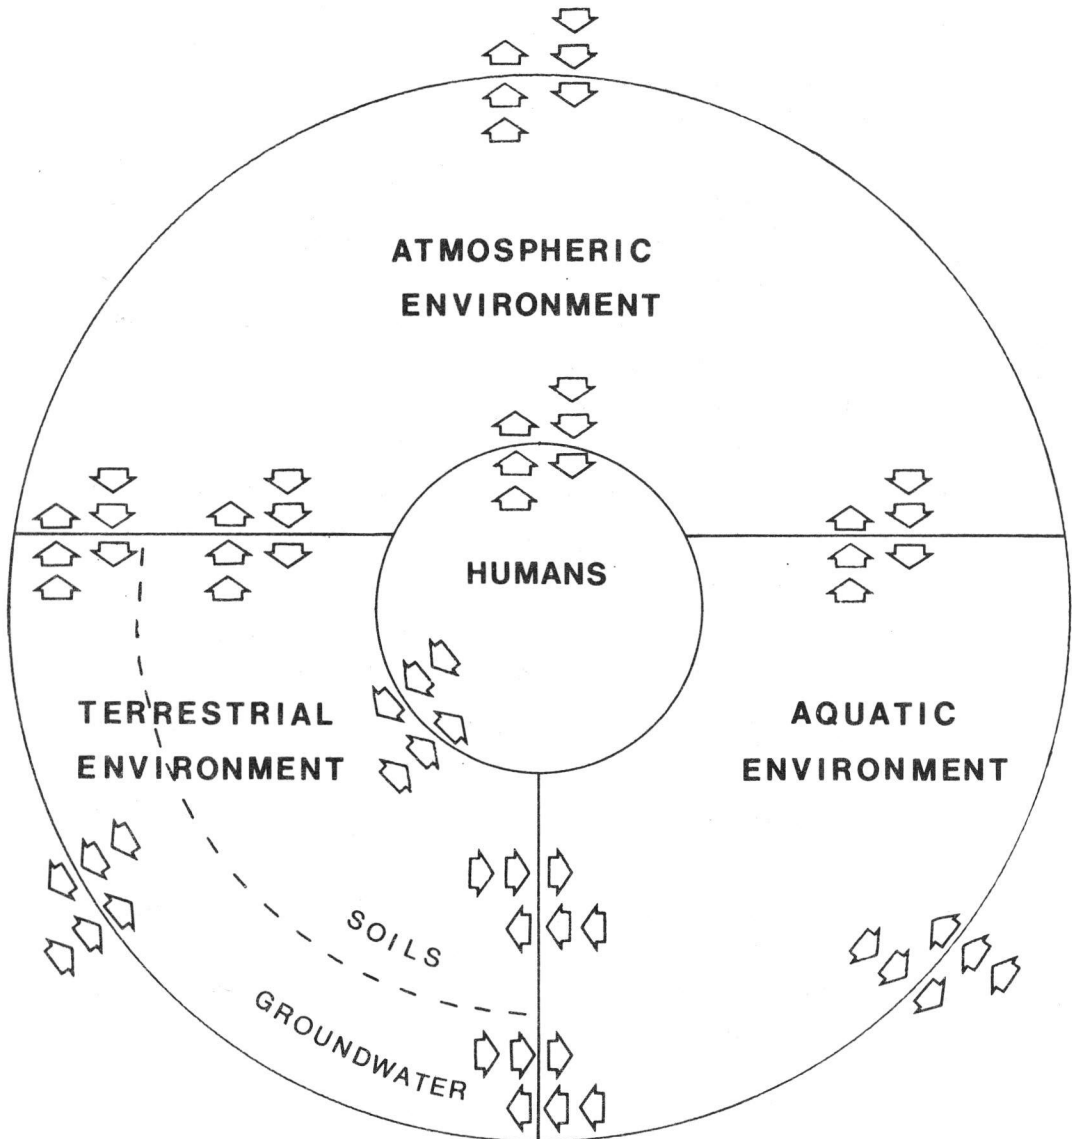 ATMOSPHERIC
ENVIRONMENT
HUMANS
TERRESTRIAL
ENVIRONMENT
AQUATIC
ENVIRONMENT
SOILS
GROUNDWATER